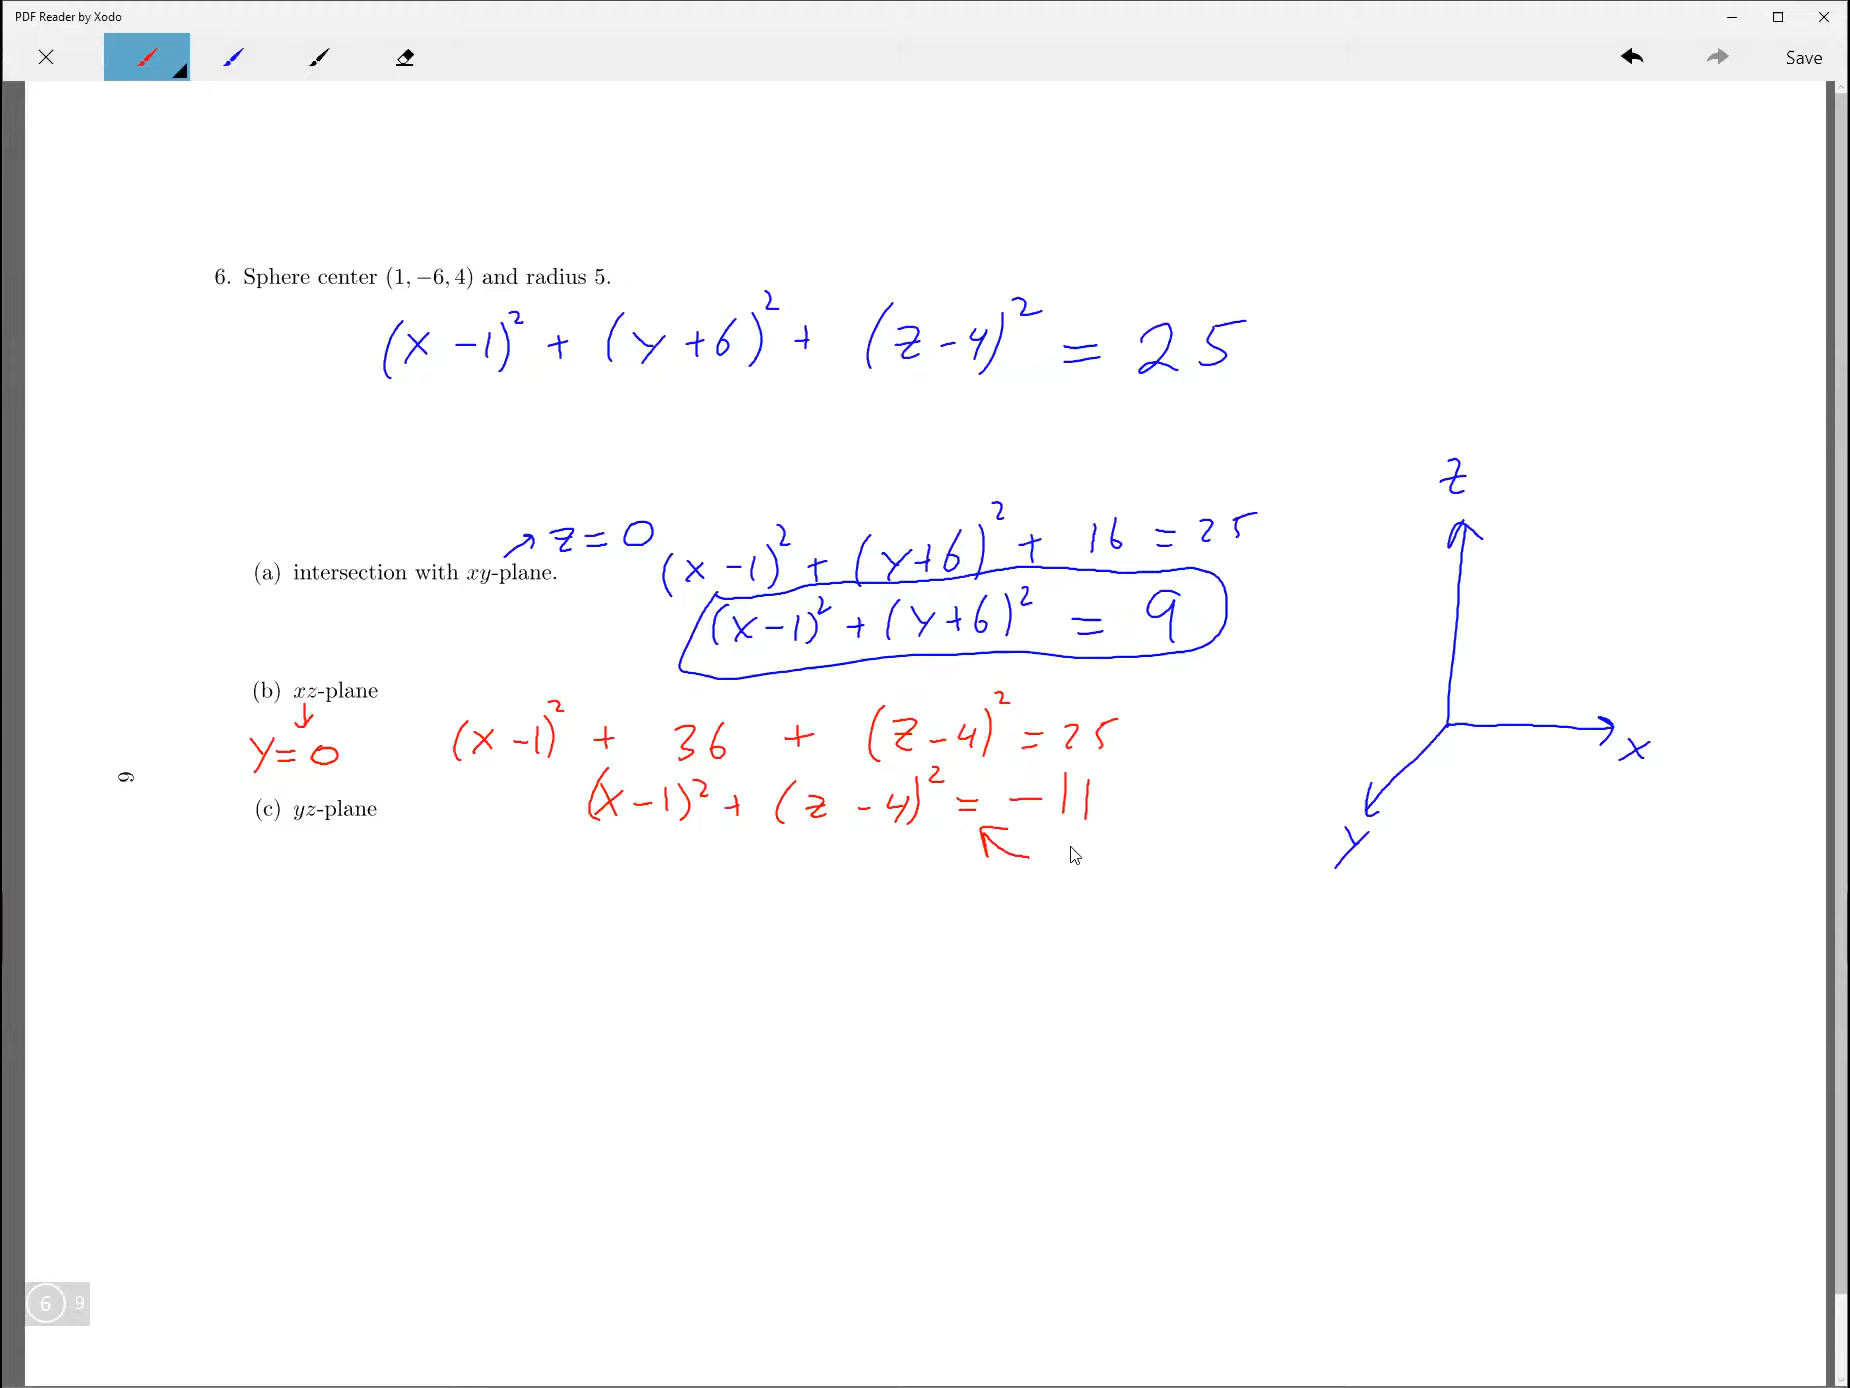 PDF Reader by Xodo
Save
6. Sphere center (1, −6, 4) and radius 5.
(x −1)² + (y +6)² + (z −4)² = 25
z = 0 (x −1)² + (y+6)² + 16 = 25
(a) intersection with xy-plane.
(x−1)² + (y+6)² = 9
(b) xz-plane
y = 0 (x −1)² + 36 + (z −4)² = 25
(x −1)² + (z −4)² = −11
(c) yz-plane
z
x
y
6
6 9